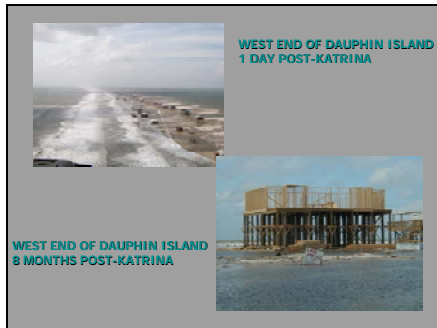 WEST END OF DAUPHIN ISLAND
1 DAY POST-KATRINA
WEST END OF DAUPHIN ISLAND
8 MONTHS POST-KATRINA